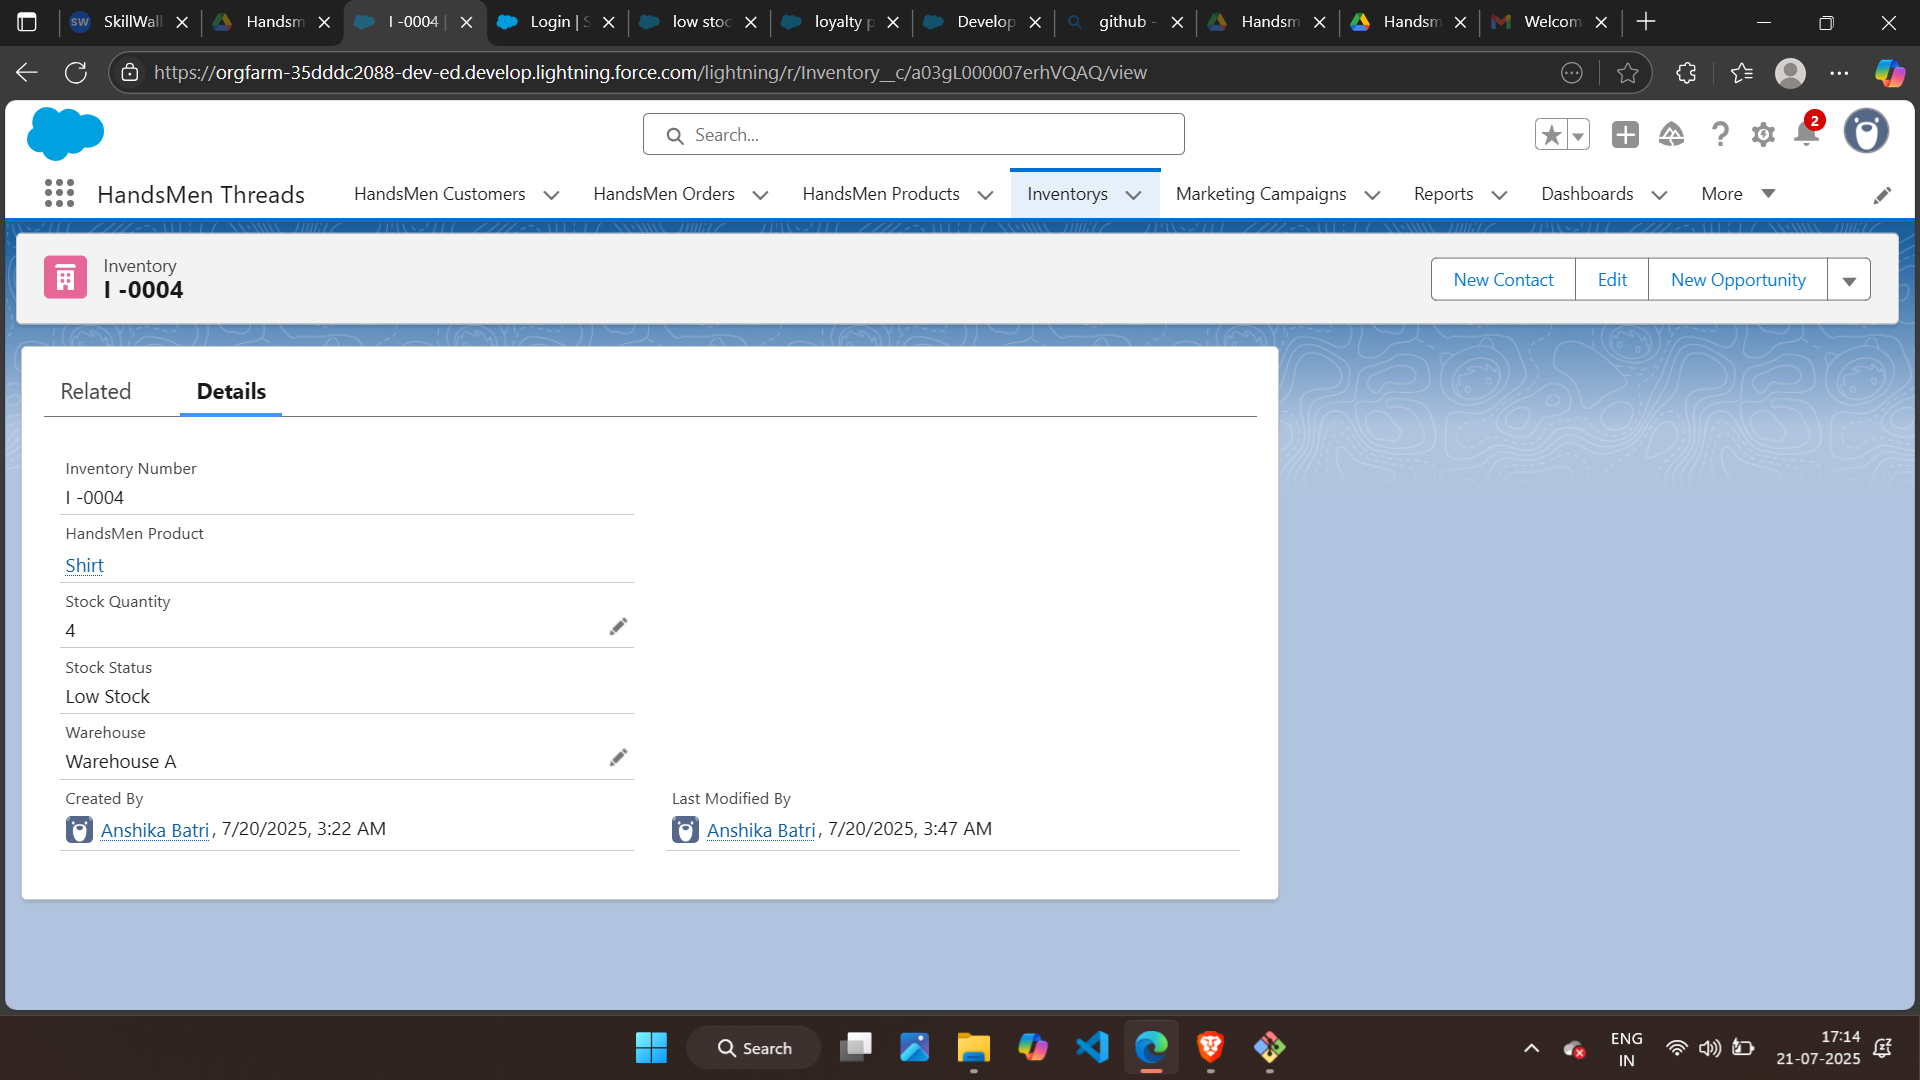 SkillWall
Handsm
I -0004 |
Login | S
low stoc
loyalty p
Develop
github -
Handsm
Handsm
Welcom
https://orgfarm-35dddc2088-dev-ed.develop.lightning.force.com/lightning/r/Inventory__c/a03gL000007erhVQAQ/view
Search...
2
HandsMen Threads
HandsMen Customers
HandsMen Orders
HandsMen Products
Inventorys
Marketing Campaigns
Reports
Dashboards
More
Inventory
I -0004
New Contact
Edit
New Opportunity
Related
Details
Inventory Number
I -0004
HandsMen Product
Shirt
Stock Quantity
4
Stock Status
Low Stock
Warehouse
Warehouse A
Created By
Anshika Batri, 7/20/2025, 3:22 AM
Last Modified By
Anshika Batri, 7/20/2025, 3:47 AM
Search
ENG
IN
17:14
21-07-2025